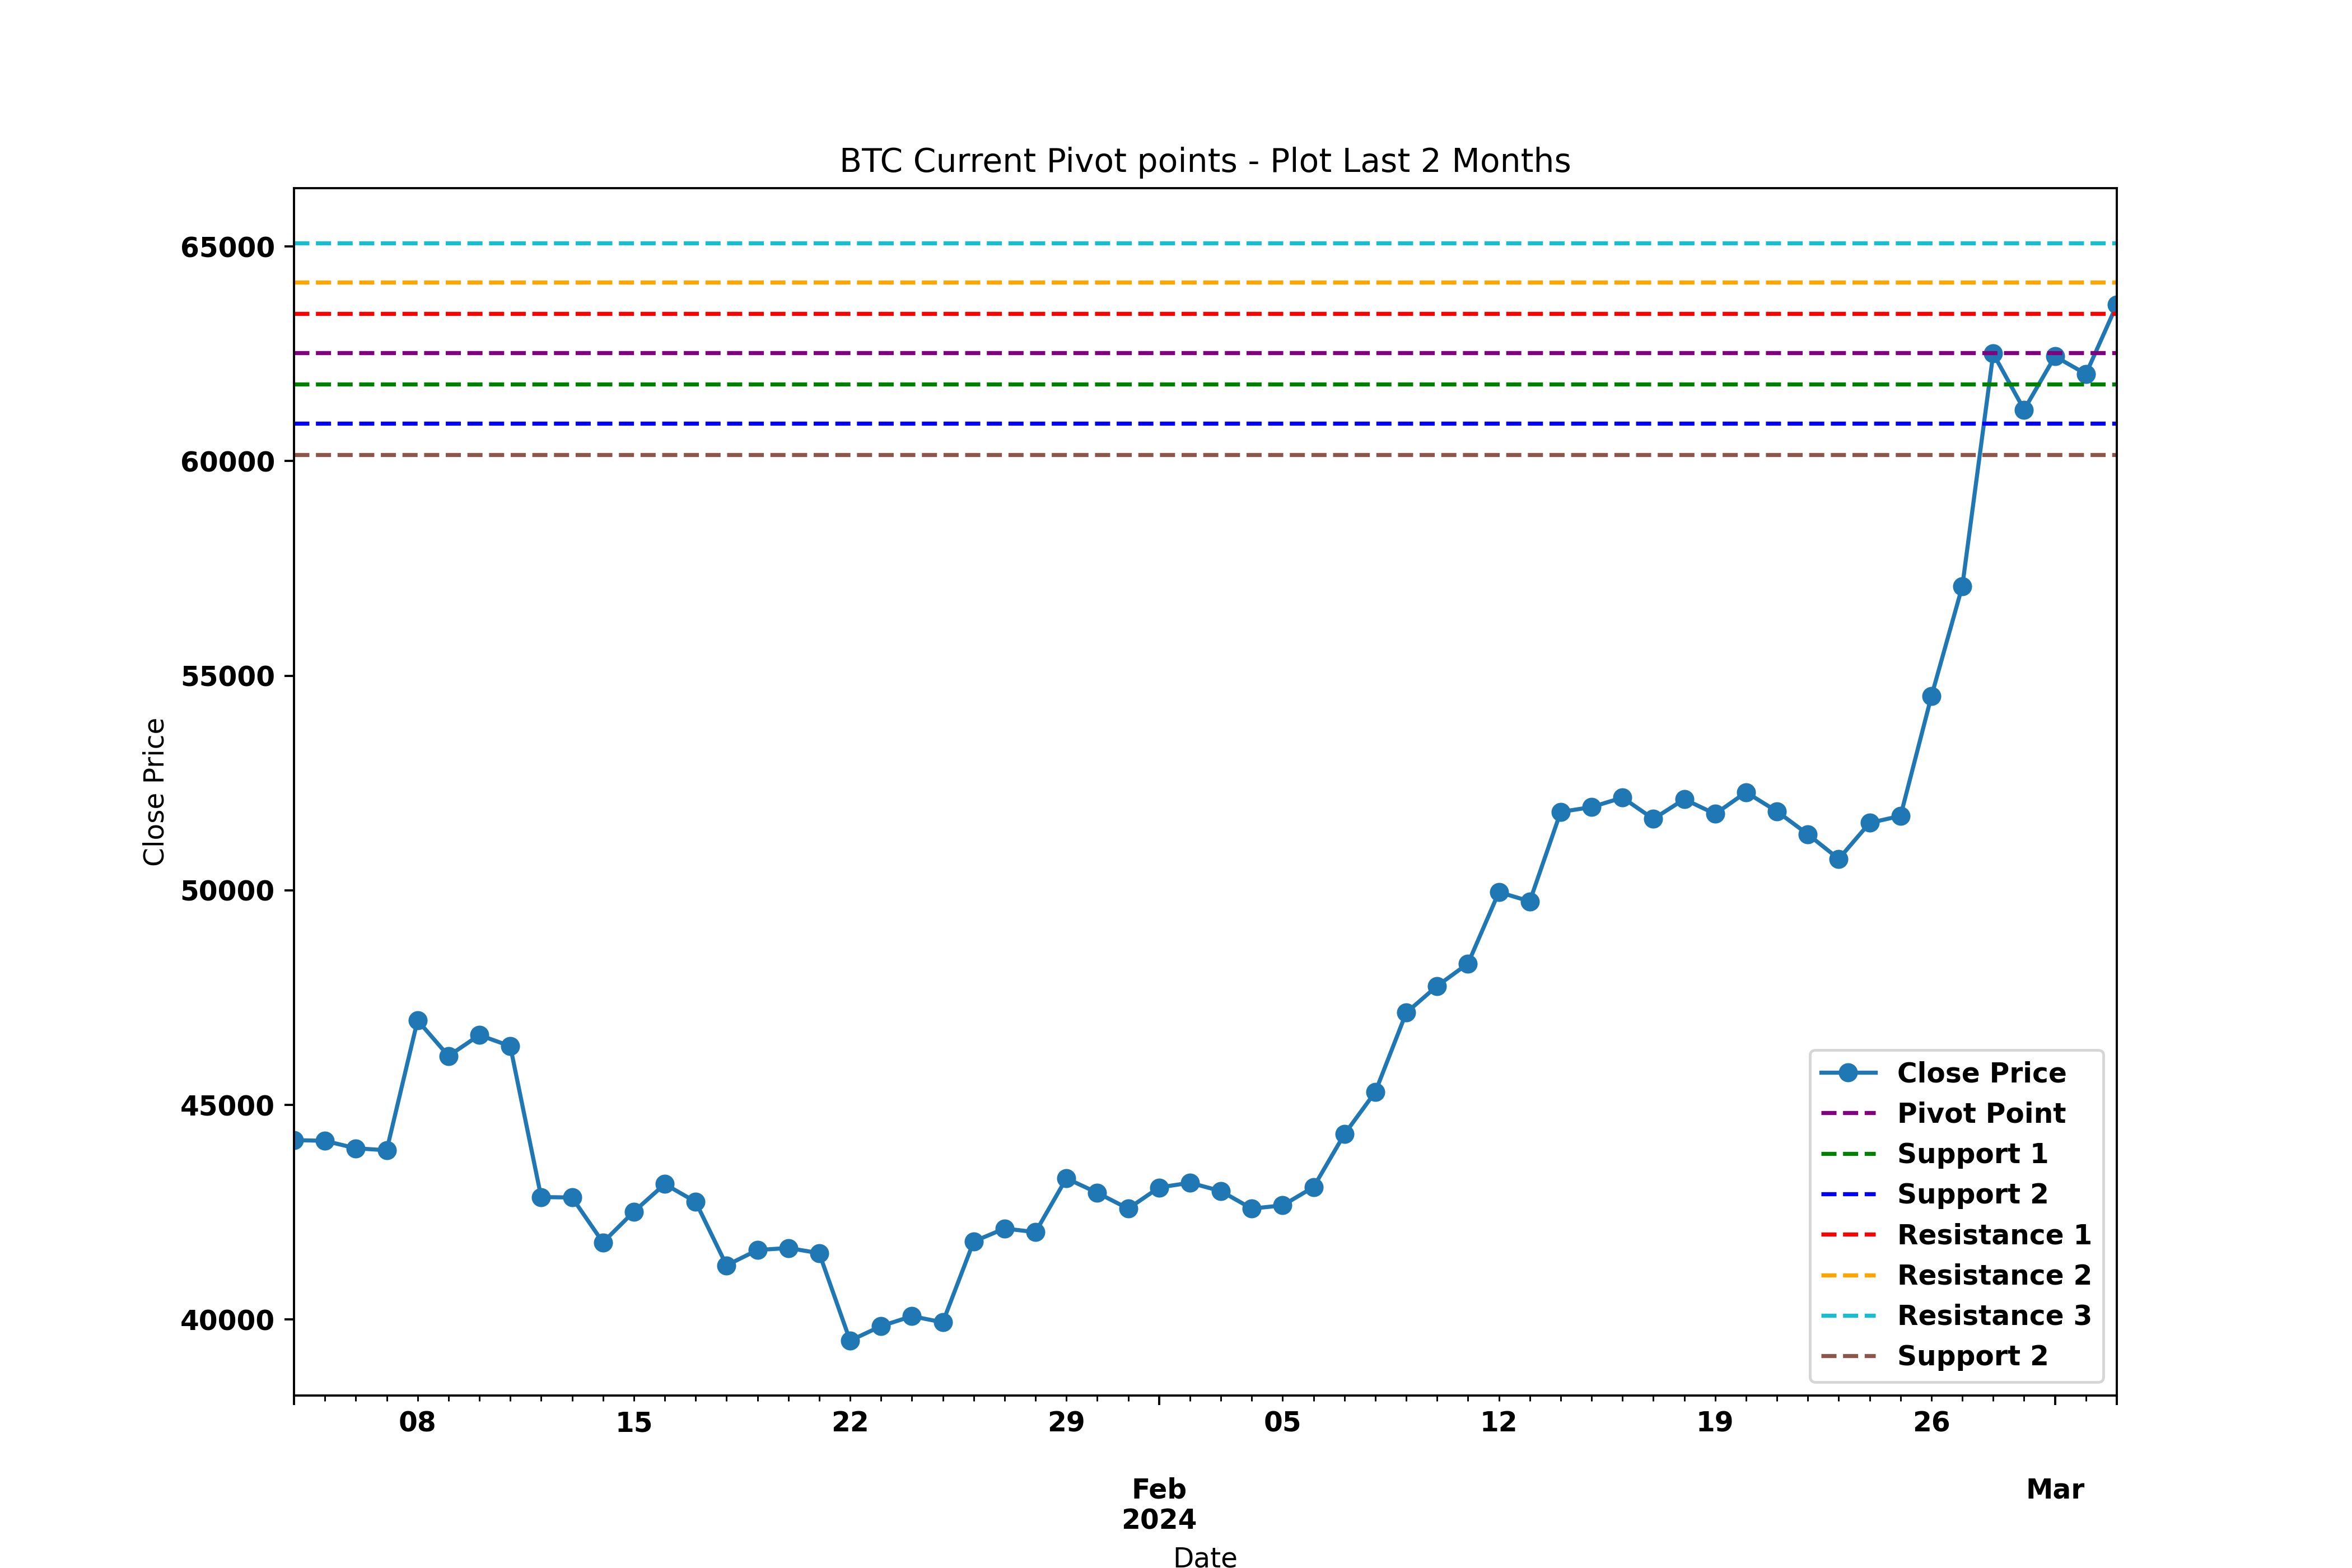 BTC Current Pivot points - Plot Last 2 Months
65000
60000
55000
50000
45000
40000
Close Price
Close Price
Pivot Point
Support 1
Support 2
Resistance 1
Resistance 2
Resistance 3
Support 2
08 15 22 29 05 12 19 26
Feb Mar
2024
Date